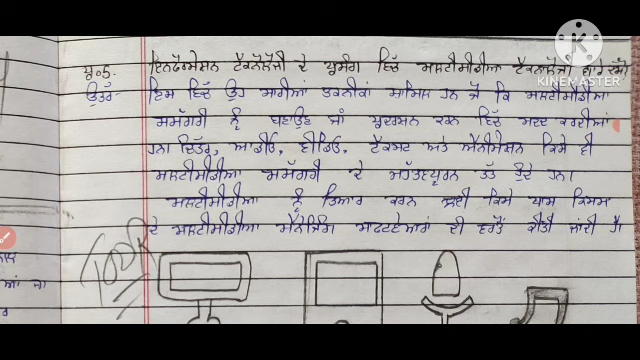 ਪ੍ਰ:5. ਇਨਫੋਰਮੇਸ਼ਨ ਟੈਕਨੋਲੋਜੀ ਦੇ ਪ੍ਰਸੰਗ ਵਿੱਚ ਮਲਟੀਮੀਡੀਆ ਟੈਕਨਾਲੋਜੀ ਬਾਰੇ ਦੱਸੋ
ਉੱਤਰ- ਇਸ ਵਿੱਚ ਉਹ ਸਾਰੀਆਂ ਤਕਨੀਕਾਂ ਸ਼ਾਮਿਲ ਹਨ ਜੋ ਕਿ ਮਲਟੀਮੀਡੀਆ
ਸਮੱਗਰੀ ਨੂੰ ਬਣਾਉਣ ਜਾਂ ਪ੍ਰਦਰਸ਼ਨ ਕਰਨ ਵਿੱਚ ਮਦਦ ਕਰਦੀਆਂ
ਹਨ। ਚਿੱਤਰ, ਆਡੀਓ, ਵੀਡਿਓ, ਟੈਕਸਟ ਅਤੇ ਐਨੀਮੇਸ਼ਨ ਕਿਸੇ ਵੀ
ਮਲਟੀਮੀਡੀਆ ਸਮੱਗਰੀ ਦੇ ਮਹੱਤਵਪੂਰਨ ਤੱਤ ਹੁੰਦੇ ਹਨ।
ਮਲਟੀਮੀਡੀਆ ਨੂੰ ਤਿਆਰ ਕਰਨ ਲਈ ਕਿਸੇ ਖਾਸ ਕਿਸਮ
ਦੇ ਮਲਟੀਮੀਡੀਆ ਮੈਨੇਜਿੰਗ ਸਾਫਟਵੇਅਰਾਂ ਦੀ ਵਰਤੋਂ ਕੀਤੀ ਜਾਂਦੀ ਹੈ।
KINEMASTER